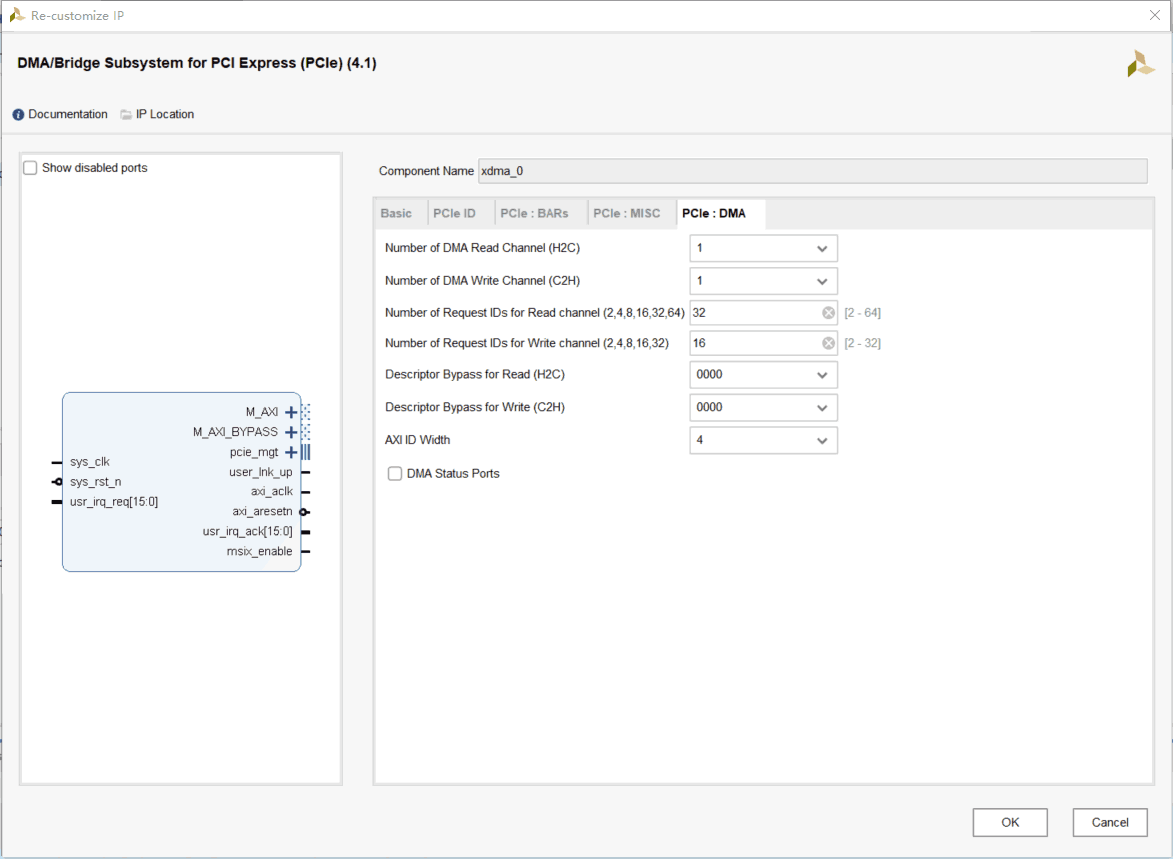 Re-customize IP
DMA/Bridge Subsystem for PCI Express (PCIe) (4.1)
Documentation IP Location
Show disabled ports
M_AXI
M_AXI_BYPASS
pcie_mgt
sys_clk user_lnk_up
sys_rst_n axi_aclk
usr_irq_req[15:0] axi_aresetn
usr_irq_ack[15:0]
msix_enable
Component Name xdma_0
Basic PCIe ID PCIe : BARs PCIe : MISC PCIe : DMA
Number of DMA Read Channel (H2C) 1
Number of DMA Write Channel (C2H) 1
Number of Request IDs for Read channel (2,4,8,16,32,64) 32 [2 - 64]
Number of Request IDs for Write channel (2,4,8,16,32) 16 [2 - 32]
Descriptor Bypass for Read (H2C) 0000
Descriptor Bypass for Write (C2H) 0000
AXI ID Width 4
DMA Status Ports
OK Cancel